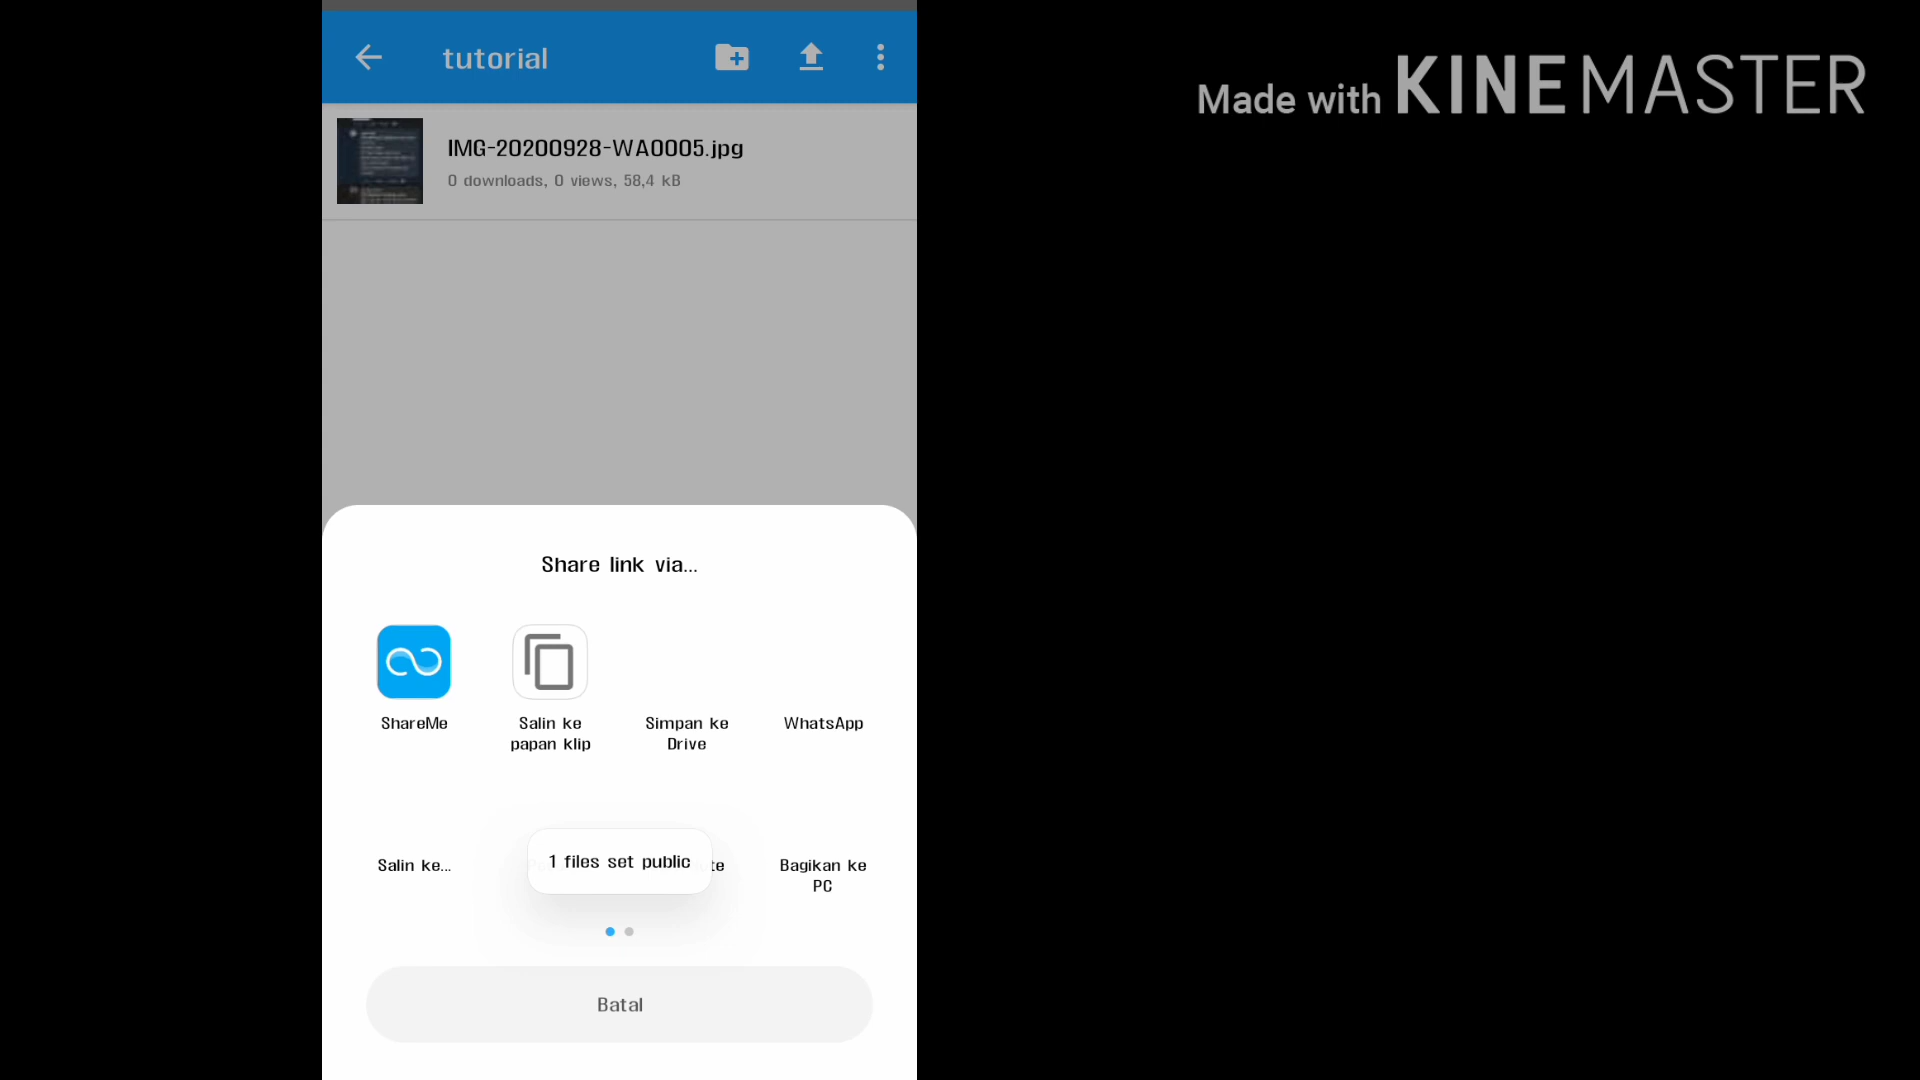 tutorial
Made with KINEMASTER
IMG-20200928-WA0005.jpg
0 downloads, 0 views, 58,4 kB
Share link via...
ShareMe
Salin ke
papan klip
Simpan ke
Drive
WhatsApp
Salin ke...
1 files set public
te
Bagikan ke
PC
Batal